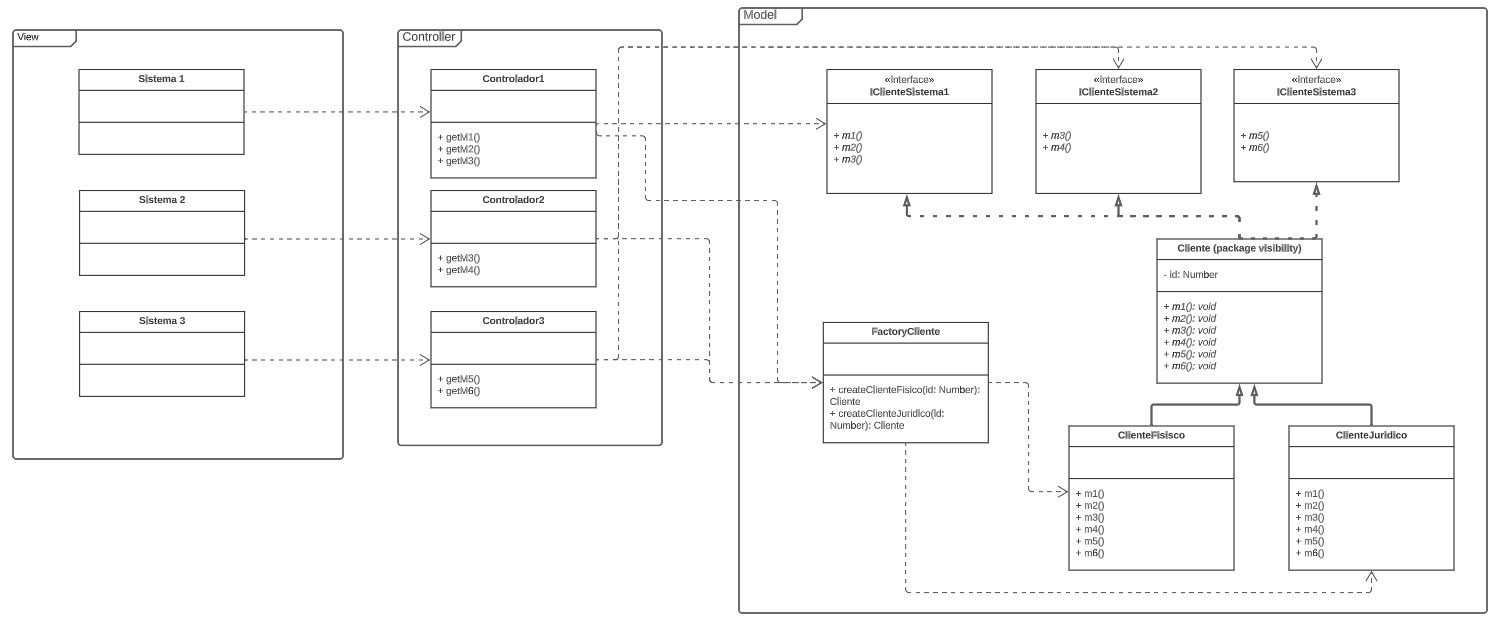 View
Sistema 1
Sistema 2
Sistema 3
Controller
Controlador1
+ getM1()
+ getM2()
+ getM3()
Controlador2
+ getM3()
+ getM4()
Controlador3
+ getM5()
+ getM6()
Model
«interface»
IClienteSistema1
+ m1()
+ m2()
+ m3()
«interface»
IClienteSistema2
+ m3()
+ m4()
«interface»
IClienteSistema3
+ m5()
+ m6()
Cliente (package visibility)
- id: Number
+ m1(): void
+ m2(): void
+ m3(): void
+ m4(): void
+ m5(): void
+ m6(): void
FactoryCliente
+ createClienteFisico(id: Number):
Cliente
+ createClienteJuridico(id:
Number): Cliente
ClienteFisisco
+ m1()
+ m2()
+ m3()
+ m4()
+ m5()
+ m6()
ClienteJuridico
+ m1()
+ m2()
+ m3()
+ m4()
+ m5()
+ m6()